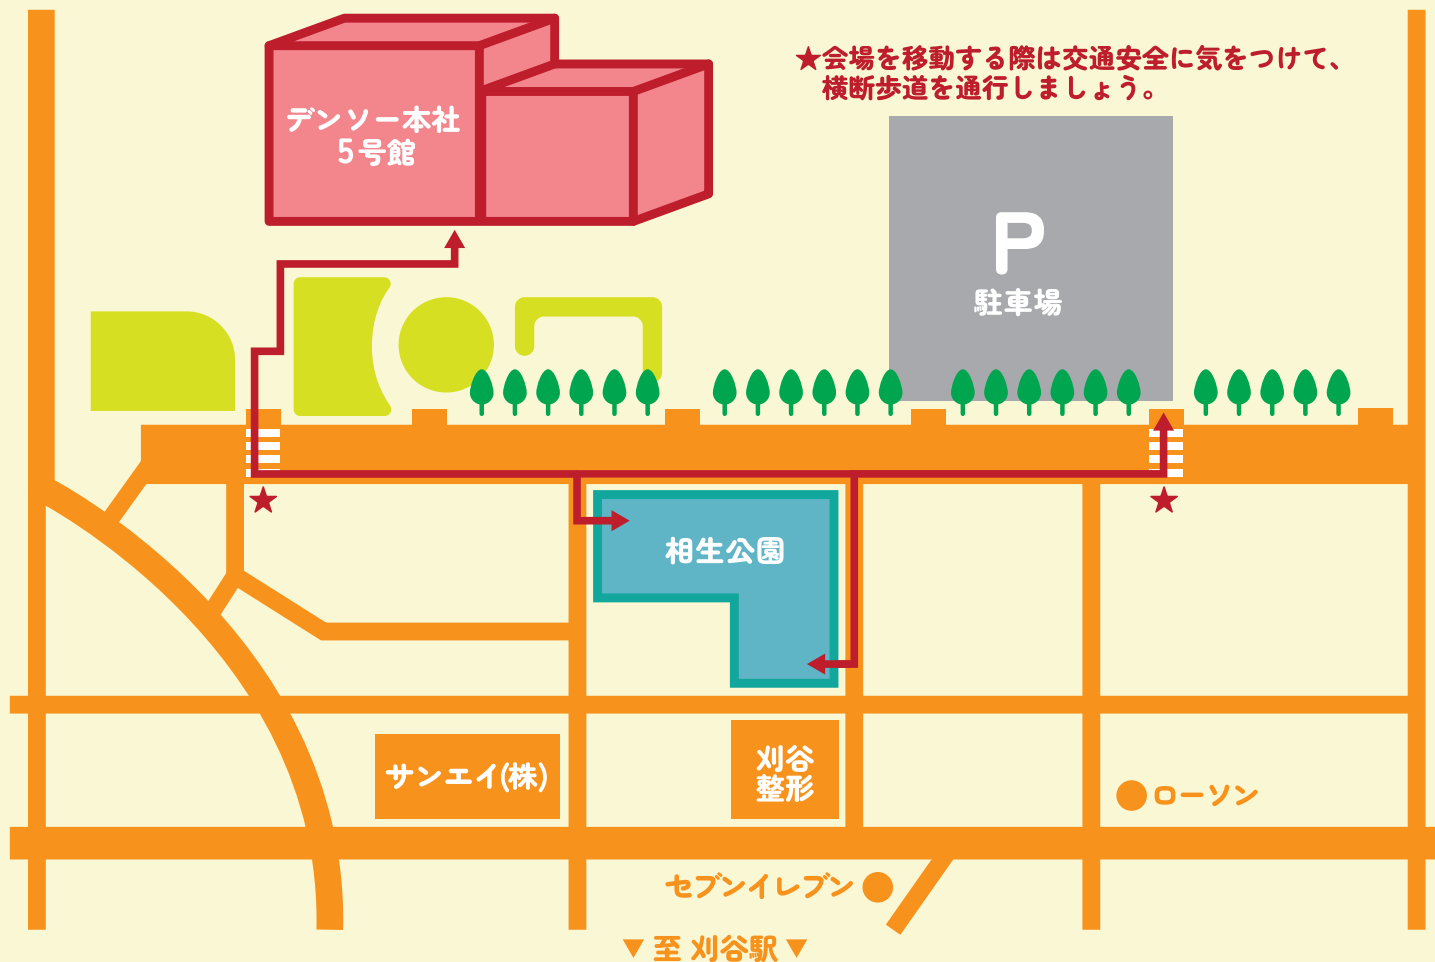 ★会場を移動する際は交通安全に気をつけて、
横断歩道を通行しましょう。
デンソー本社
5号館
P
駐車場
★
★
相生公園
サンエイ(株)
刈谷
整形
ローソン
セブンイレブン
▼至 刈谷駅▼